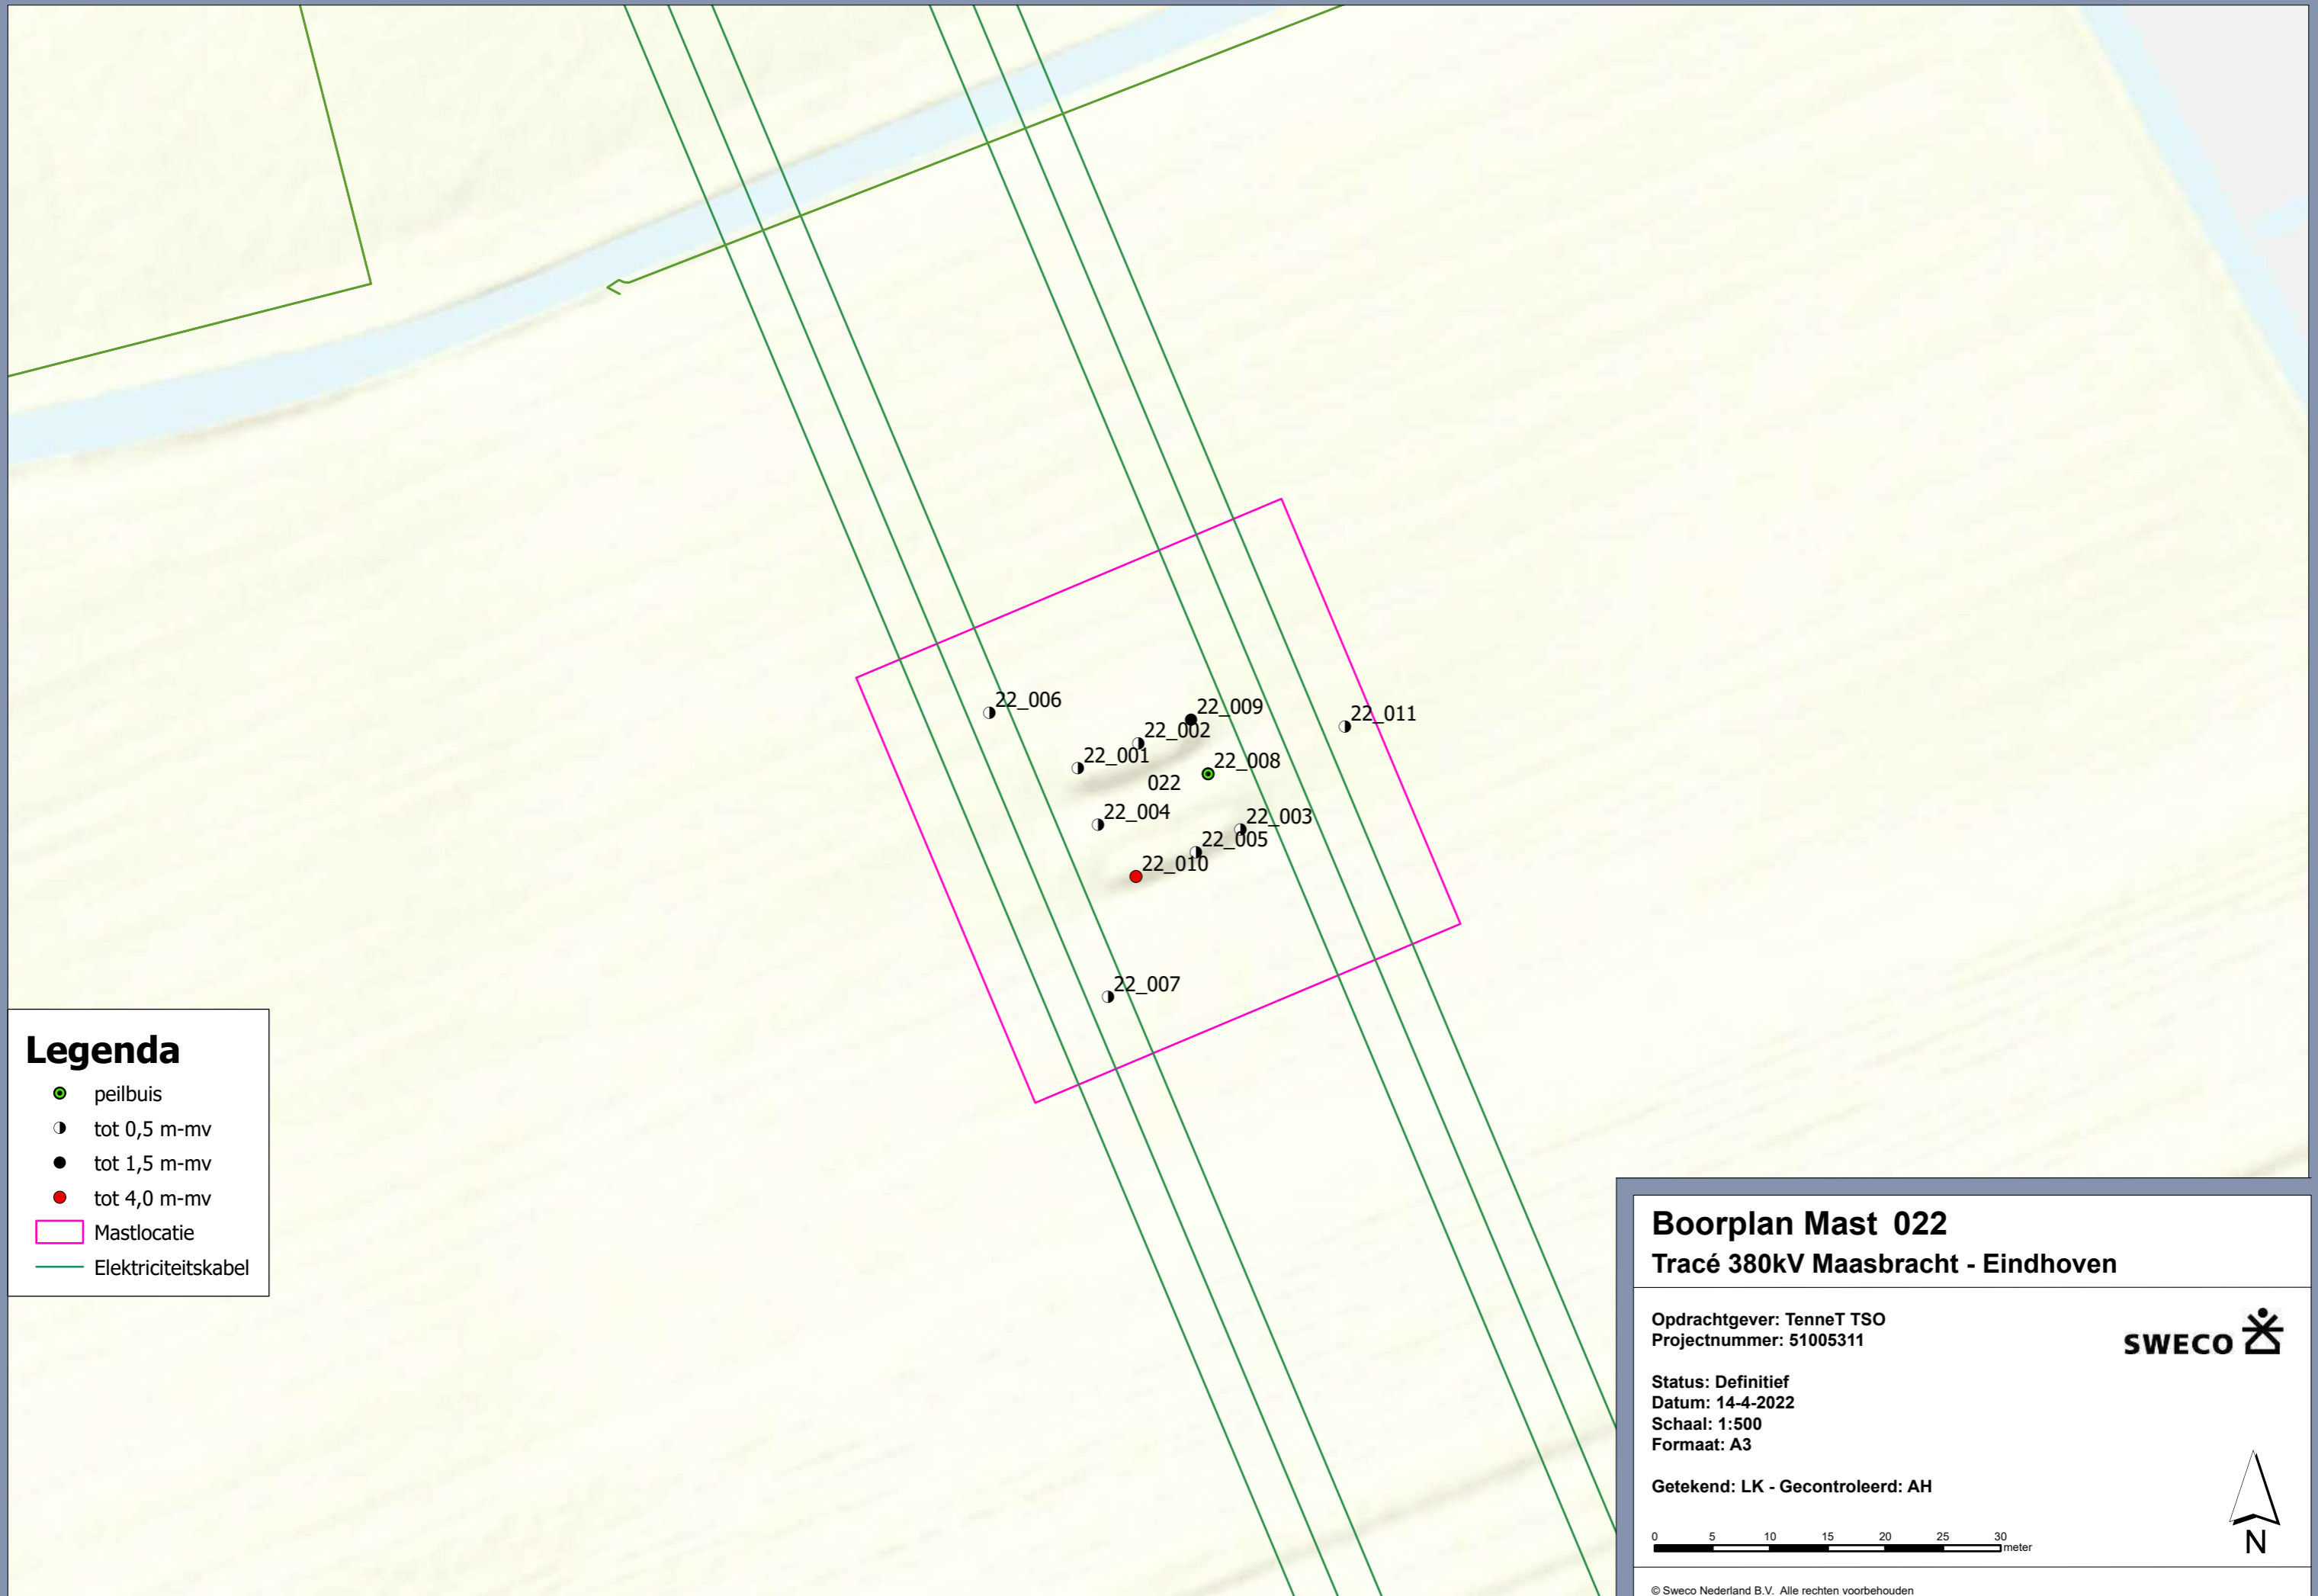 22_006
22_009
22_011
22_002
22_001
22_008
022
22_004
22_003
22_005
22_010
22_007
Legenda
peilbuis
tot 0,5 m-mv
tot 1,5 m-mv
tot 4,0 m-mv
Mastlocatie
Elektriciteitskabel
Boorplan Mast 022
Tracé 380kV Maasbracht - Eindhoven
Opdrachtgever: TenneT TSO
Projectnummer: 51005311
SWECO
Status: Definitief
Datum: 14-4-2022
Schaal: 1:500
Formaat: A3
Getekend: LK - Gecontroleerd: AH
0 5 10 15 20 25 30
meter
N
© Sweco Nederland B.V. Alle rechten voorbehouden